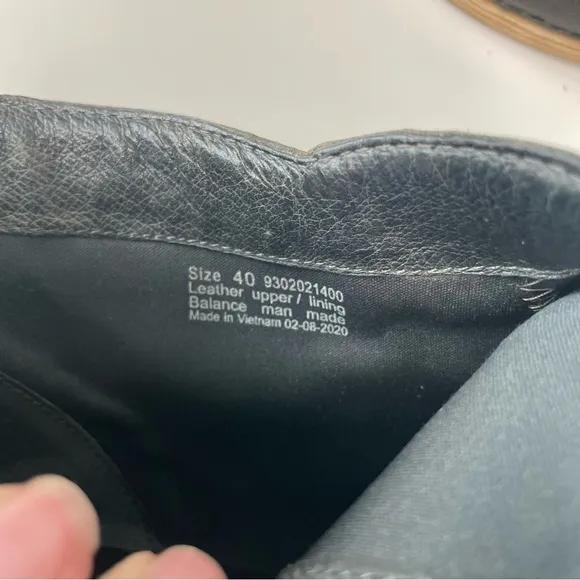 Size 40 9302021400
Leather upper/ lining
Balance man made
Made in Vietnam 02-08-2020